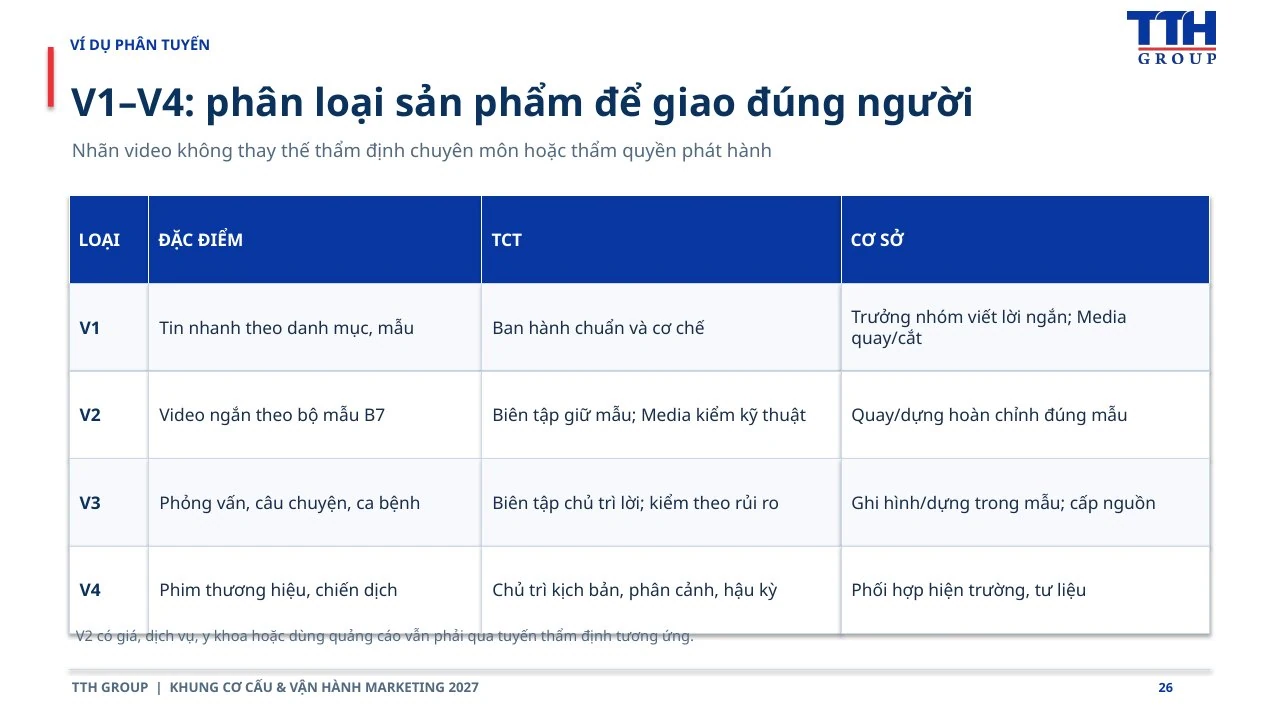 VÍ DỤ PHÂN TUYẾN
TTH
GROUP
V1–V4: phân loại sản phẩm để giao đúng người
Nhãn video không thay thế thẩm định chuyên môn hoặc thẩm quyền phát hành
LOẠI ĐẶC ĐIỂM TCT CƠ SỞ
V1 Tin nhanh theo danh mục, mẫu Ban hành chuẩn và cơ chế Trưởng nhóm viết lời ngắn; Media
quay/cắt
V2 Video ngắn theo bộ mẫu B7 Biên tập giữ mẫu; Media kiểm kỹ thuật Quay/dựng hoàn chỉnh đúng mẫu
V3 Phỏng vấn, câu chuyện, ca bệnh Biên tập chủ trì lời; kiểm theo rủi ro Ghi hình/dựng trong mẫu; cấp nguồn
V4 Phim thương hiệu, chiến dịch Chủ trì kịch bản, phân cảnh, hậu kỳ Phối hợp hiện trường, tư liệu
V2 có giá, dịch vụ, y khoa hoặc dùng quảng cáo vẫn phải qua tuyến thẩm định tương ứng.
TTH GROUP | KHUNG CƠ CẤU & VẬN HÀNH MARKETING 2027 26